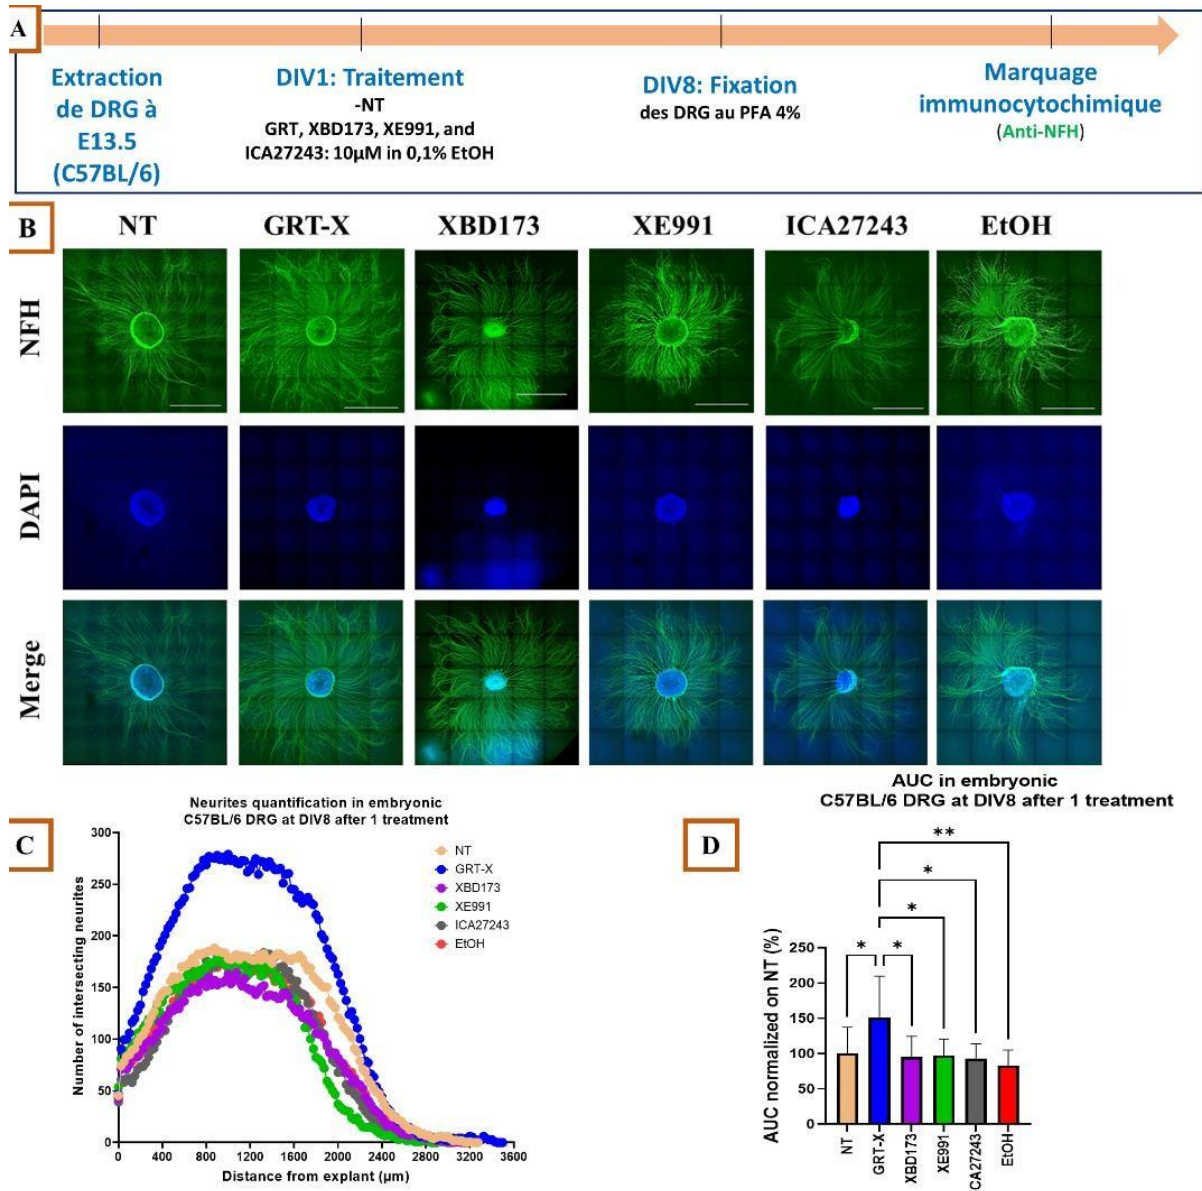 A
Extraction
de DRG à
E13.5
(C57BL/6)
DIV1: Traitement
-NT
GRT, XBD173, XE991, and
ICA27243: 10µM in 0,1% EtOH
DIV8: Fixation
des DRG au PFA 4%
Marquage
immunocytochimique
(Anti-NFH)
B
NT GRT-X XBD173 XE991 ICA27243 EtOH
NFH
DAPI
Merge
C
Neurites quantification in embryonic
C57BL/6 DRG at DIV8 after 1 treatment
Number of intersecting neurites
300
250
200
150
100
50
0
0 400 800 1200 1600 2000 2400 2800 3200 3600
Distance from explant (µm)
NT
GRT-X
XBD173
XE991
ICA27243
EtOH
D
AUC in embryonic
C57BL/6 DRG at DIV8 after 1 treatment
**
*
*
* *
AUC normalized on NT (%)
250
200
150
100
50
0
NT
GRT-X
XBD173
XE991
CA27243
EtOH